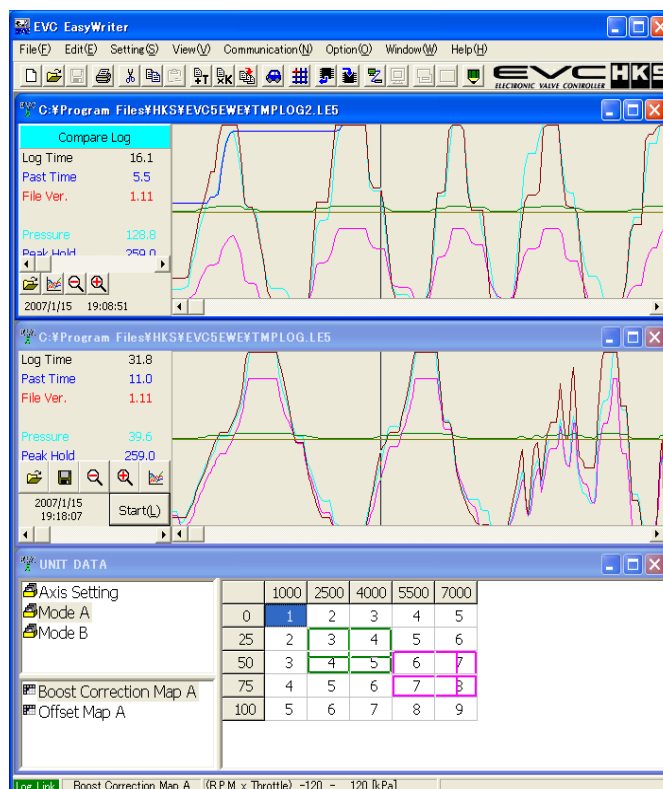 EVC EasyWriter
File(F) Edit(E) Setting(S) View(V) Communication(N) Option(O) Window(W) Help(H)
EVC HKS
ELECTRONIC VALVE CONTROLLER
C:¥Program Files¥HKS¥EVC5EWE¥TMPLOG2.LE5
Compare Log
Log Time 16.1
Past Time 5.5
File Ver. 1.11
Pressure 128.8
Peak Hold 259.0
2007/1/15 19:08:51
C:¥Program Files¥HKS¥EVC5EWE¥TMPLOG.LE5
Log Time 31.8
Past Time 11.0
File Ver. 1.11
Pressure 39.6
Peak Hold 259.0
2007/1/15
19:18:07
Start(L)
UNIT DATA
Axis Setting
Mode A
Mode B
Boost Correction Map A
Offset Map A
1000 2500 4000 5500 7000
0 1 2 3 4 5
25 2 3 4 5 6
50 3 4 5 6 7
75 4 5 6 7 8
100 5 6 7 8 9
Log Link Boost Correction Map A (R.P.M x Throttle) -120 - 120 [kPa]